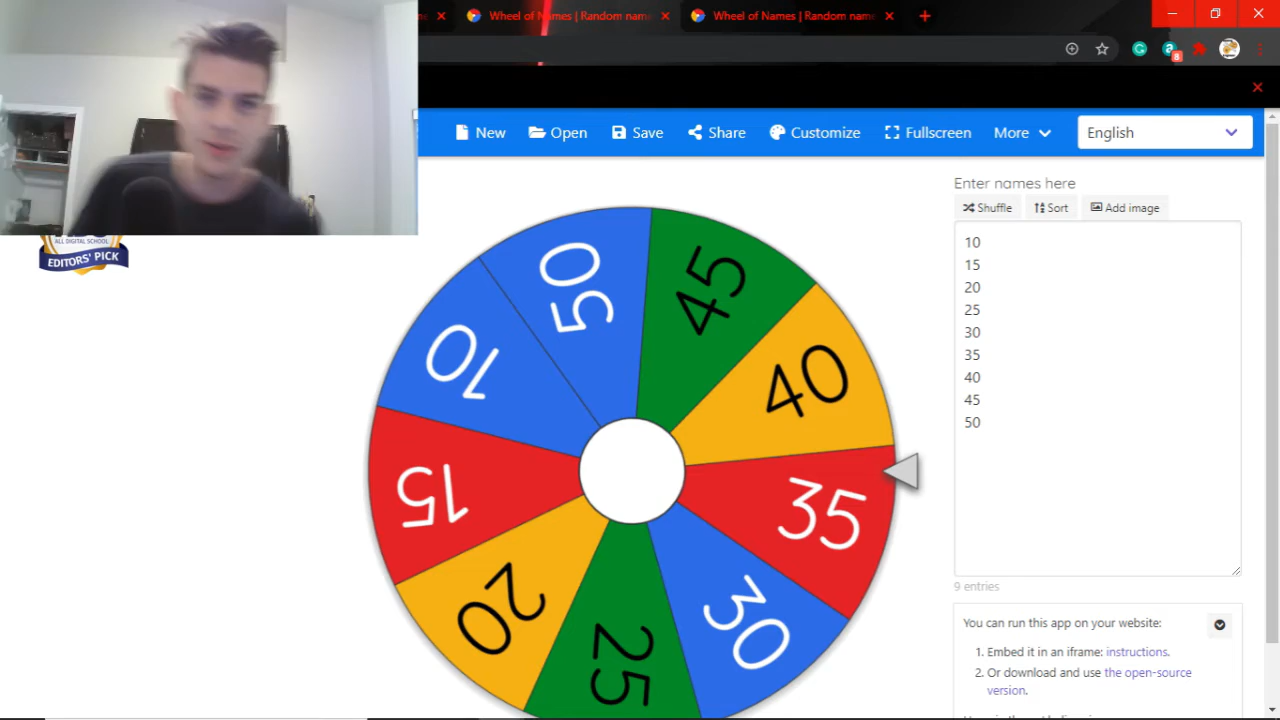 Wheel of Names | Random name
Wheel of Names | Random name
8
New
Open
Save
Share
Customize
Fullscreen
More
English
ALL DIGITAL SCHOOL
EDITORS' PICK
Enter names here
Shuffle
Sort
Add image
10
15
20
25
30
35
40
45
50
9 entries
You can run this app on your website:
1. Embed it in an iframe: instructions.
2. Or download and use the open-source
version.
50
45
10
40
15
35
20
30
25